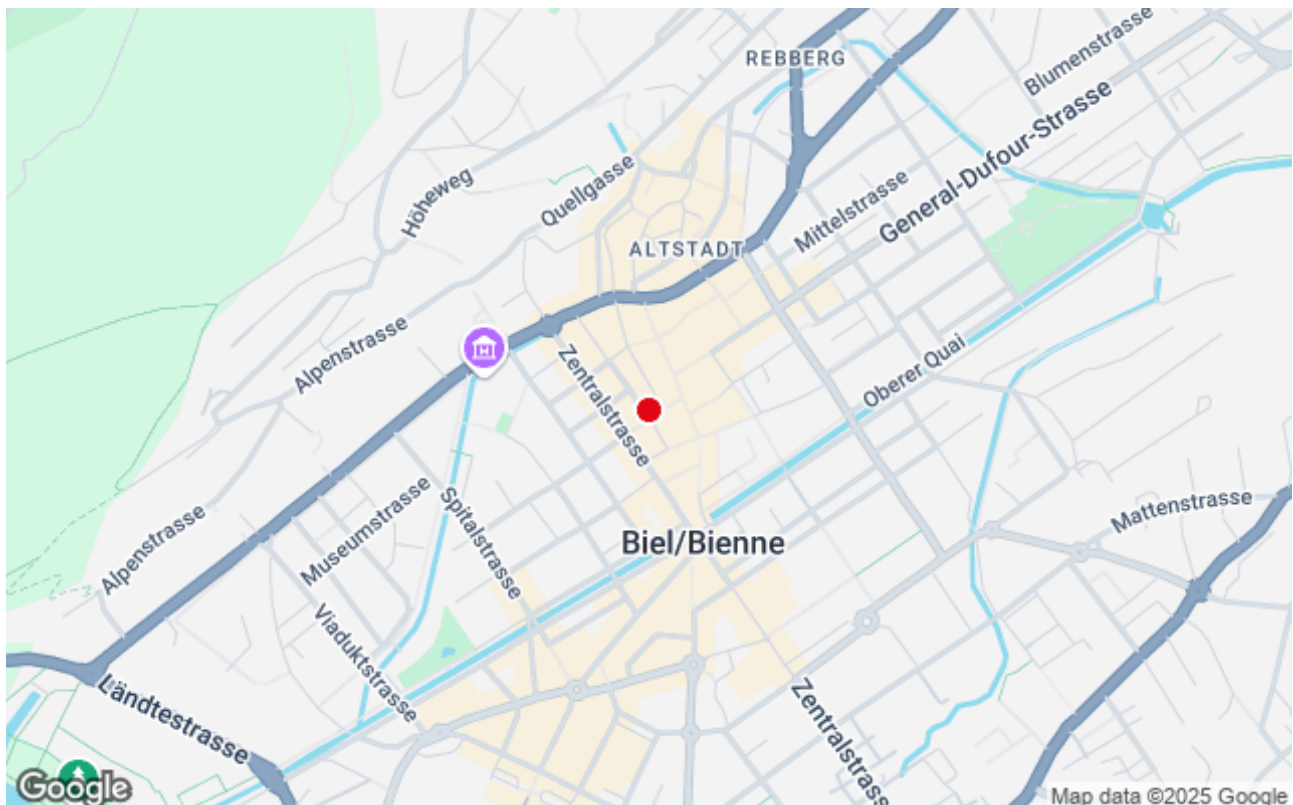 REBBERG
Blumenstrasse
General-Dufour-Strasse
Höheweg
Quellgasse
Mittelstrasse
ALTSTADT
Alpenstrasse
Zentralstrasse
Oberer Quai
Museumstrasse
Spitalstrasse
Mattenstrasse
Alpenstrasse
Biel/Bienne
Viaduktstrasse
Ländtestrasse
Zentralstrasse
H
Google
Map data ©2025 Google